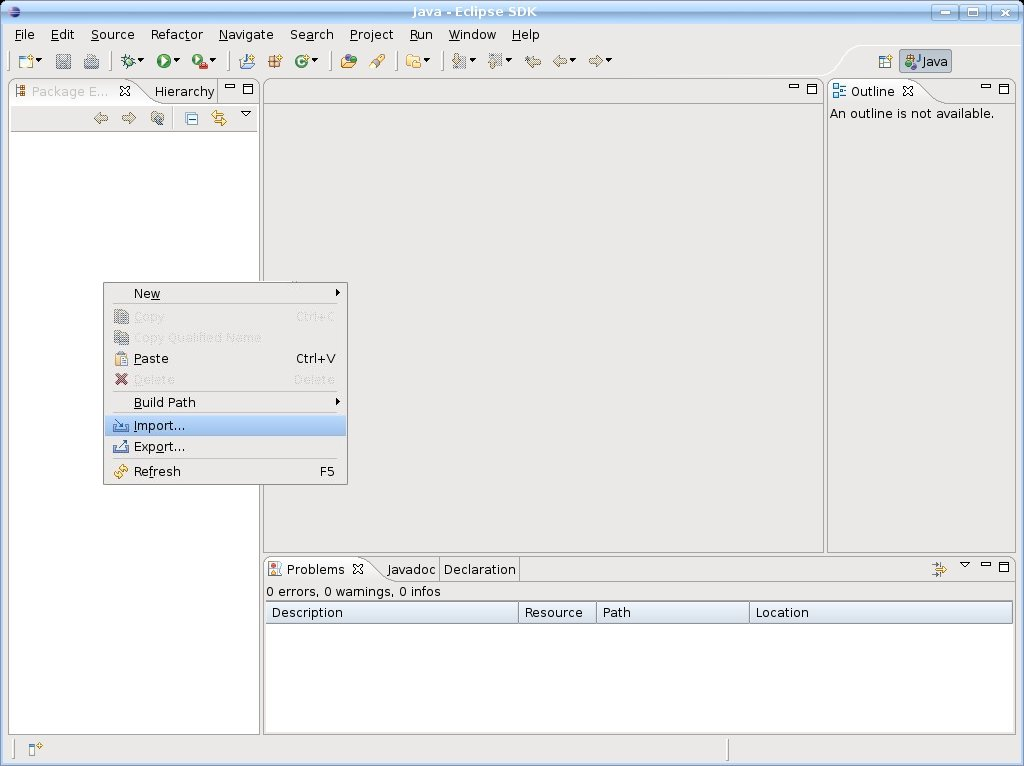 Java - Eclipse SDK
File Edit Source Refactor Navigate Search Project Run Window Help
Java
Package E... Hierarchy
Outline
An outline is not available.
New
Copy Ctrl+C
Copy Qualified Name
Paste Ctrl+V
Delete Delete
Build Path
Import...
Export...
Refresh F5
Problems Javadoc Declaration
0 errors, 0 warnings, 0 infos
Description Resource Path Location